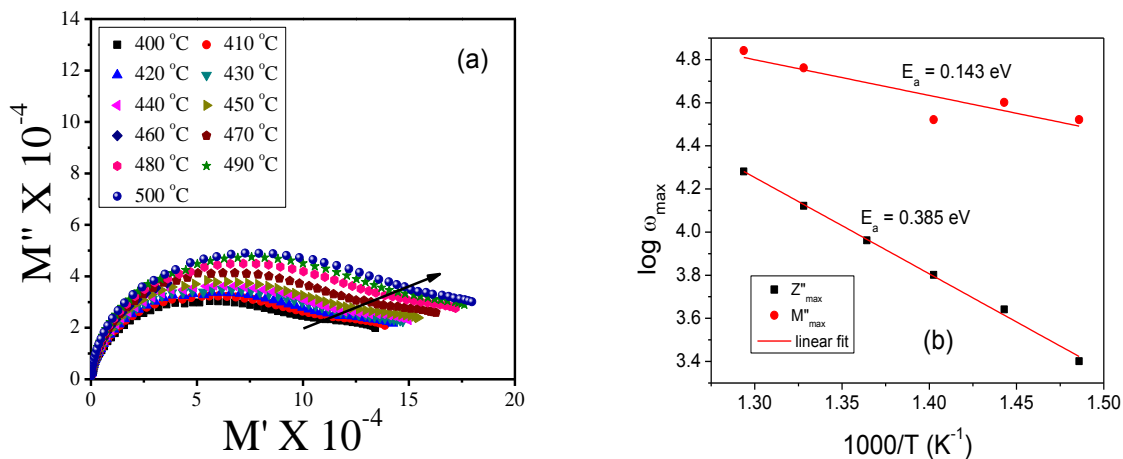 (a)
400 °C 410 °C
420 °C 430 °C
440 °C 450 °C
460 °C 470 °C
480 °C 490 °C
500 °C
M" X 10⁻⁴
14
12
10
8
6
4
2
0
0 5 10 15 20
M' X 10⁻⁴
(b)
log ω_max
4.8
4.6
4.4
4.2
4.0
3.8
3.6
3.4
E_a = 0.143 eV
E_a = 0.385 eV
Z"_max
M"_max
linear fit
1.30 1.35 1.40 1.45 1.50
1000/T (K⁻¹)